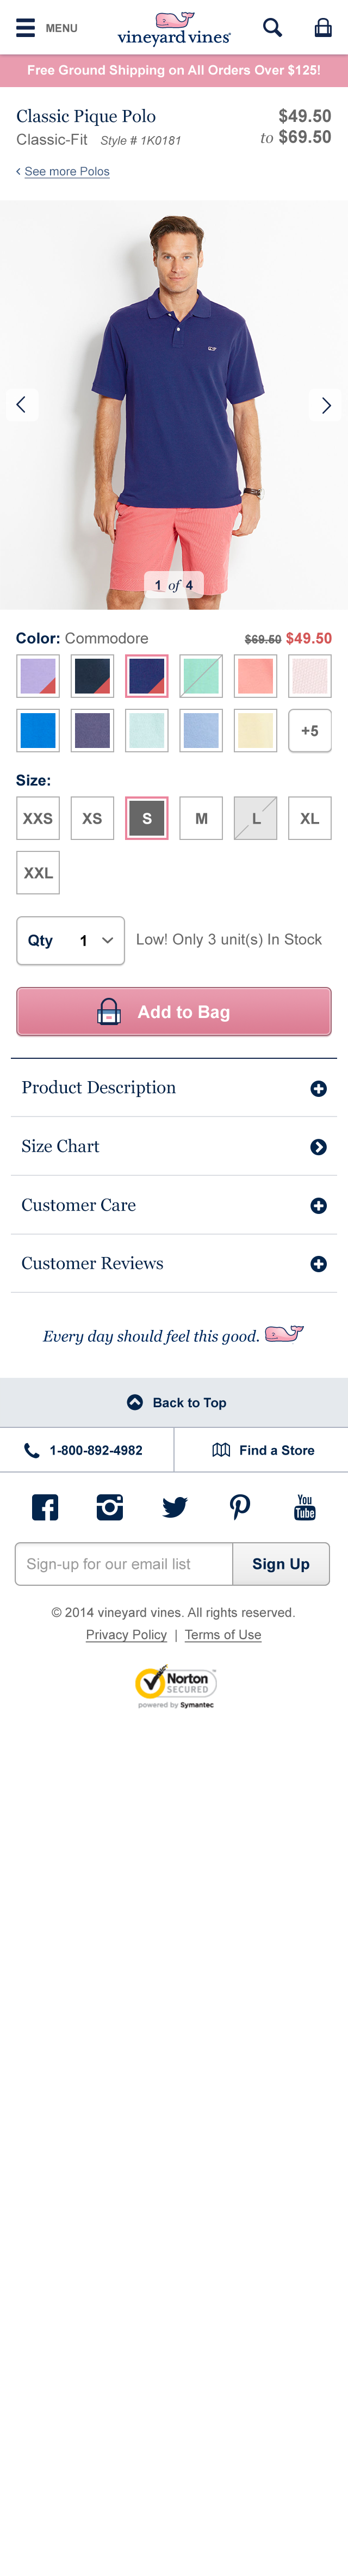 MENU
vineyard vines®
Free Ground Shipping on All Orders Over $125!
Classic Pique Polo
$49.50
Classic-Fit Style # 1K0181
to $69.50
See more Polos
1 of 4
Color: Commodore
$69.50 $49.50
+5
Size:
XXS XS S M L XL
XXL
Qty 1
Low! Only 3 unit(s) In Stock
Add to Bag
Product Description
Size Chart
Customer Care
Customer Reviews
Every day should feel this good.
Back to Top
1-800-892-4982
Find a Store
You
Tube
Sign-up for our email list
Sign Up
© 2014 vineyard vines. All rights reserved.
Privacy Policy | Terms of Use
Norton™
SECURED
powered by Symantec